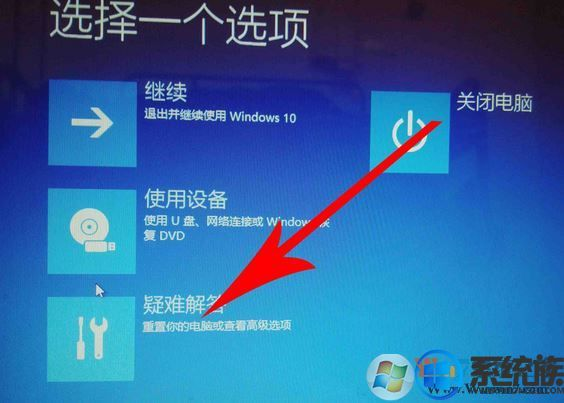 选择一个选项
继续
退出并继续使用 Windows 10
关闭电脑
使用设备
使用 U 盘、网络连接或 Windows 恢
复 DVD
疑难解答
重置你的电脑或查看高级选项
系统族